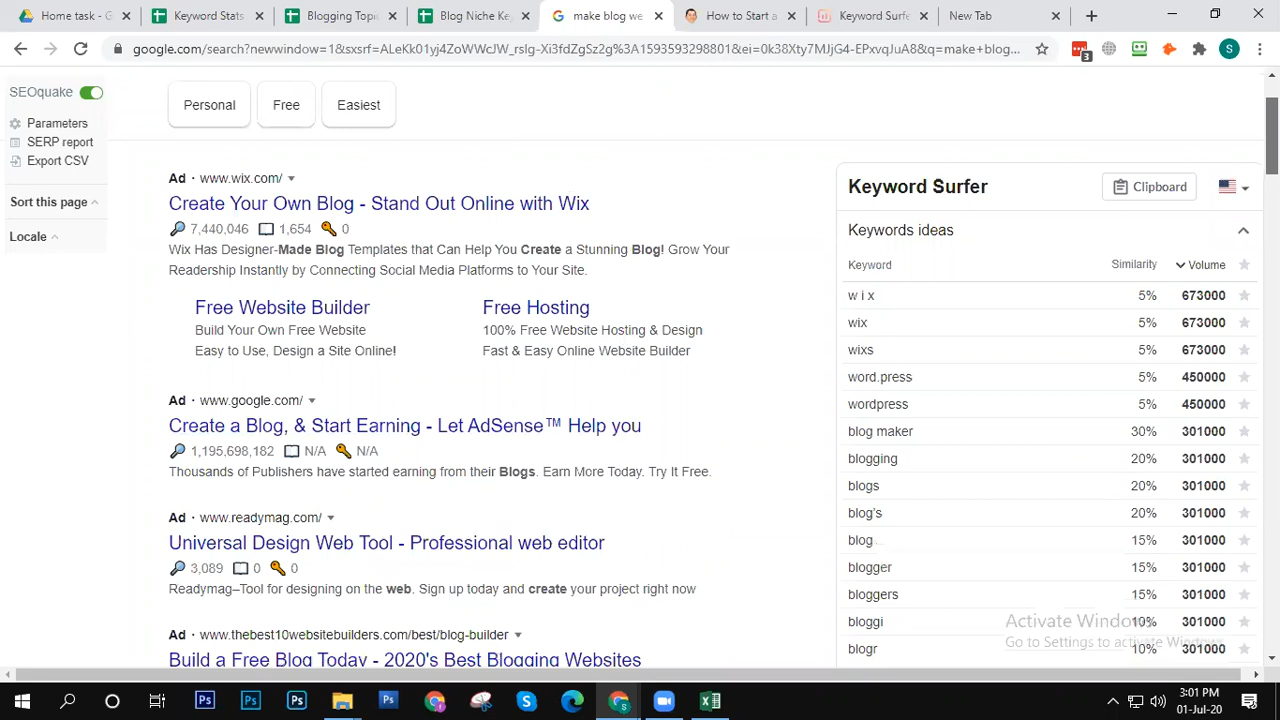 Home task - G
Keyword Stats
Blogging Topi
Blog Niche Ke
make blog we
How to Start a
Keyword Surfe
New Tab
google.com/search?newwindow=1&sxsrf=ALeKk01yj4ZoWWcJW_rslg-Xi3fdZgSz2g%3A1593593298801&ei=0k38Xty7MJjG4-EPxvqJuA8&q=make+blog...
3
S
SEOquake
Parameters
SERP report
Export CSV
Sort this page
Locale
Personal
Free
Easiest
Ad · www.wix.com/
Create Your Own Blog - Stand Out Online with Wix
7,440,046 1,654 0
Wix Has Designer-Made Blog Templates that Can Help You Create a Stunning Blog! Grow Your
Readership Instantly by Connecting Social Media Platforms to Your Site.
Free Website Builder
Build Your Own Free Website
Easy to Use, Design a Site Online!
Free Hosting
100% Free Website Hosting & Design
Fast & Easy Online Website Builder
Ad · www.google.com/
Create a Blog, & Start Earning - Let AdSense™ Help you
1,195,698,182 N/A N/A
Thousands of Publishers have started earning from their Blogs. Earn More Today. Try It Free.
Ad · www.readymag.com/
Universal Design Web Tool - Professional web editor
3,089 0 0
Readymag–Tool for designing on the web. Sign up today and create your project right now
Ad · www.thebest10websitebuilders.com/best/blog-builder
Build a Free Blog Today - 2020's Best Blogging Websites
Keyword Surfer
Clipboard
Keywords ideas
Keyword Similarity Volume
w i x 5% 673000
wix 5% 673000
wixs 5% 673000
word.press 5% 450000
wordpress 5% 450000
blog maker 30% 301000
blogging 20% 301000
blogs 20% 301000
blog's 20% 301000
blog 15% 301000
blogger 15% 301000
bloggers 15% 301000
bloggi 10% 301000
blogr 10% 301000
Activate Windows
Go to Settings to activate Windows.
3:01 PM
01-Jul-20